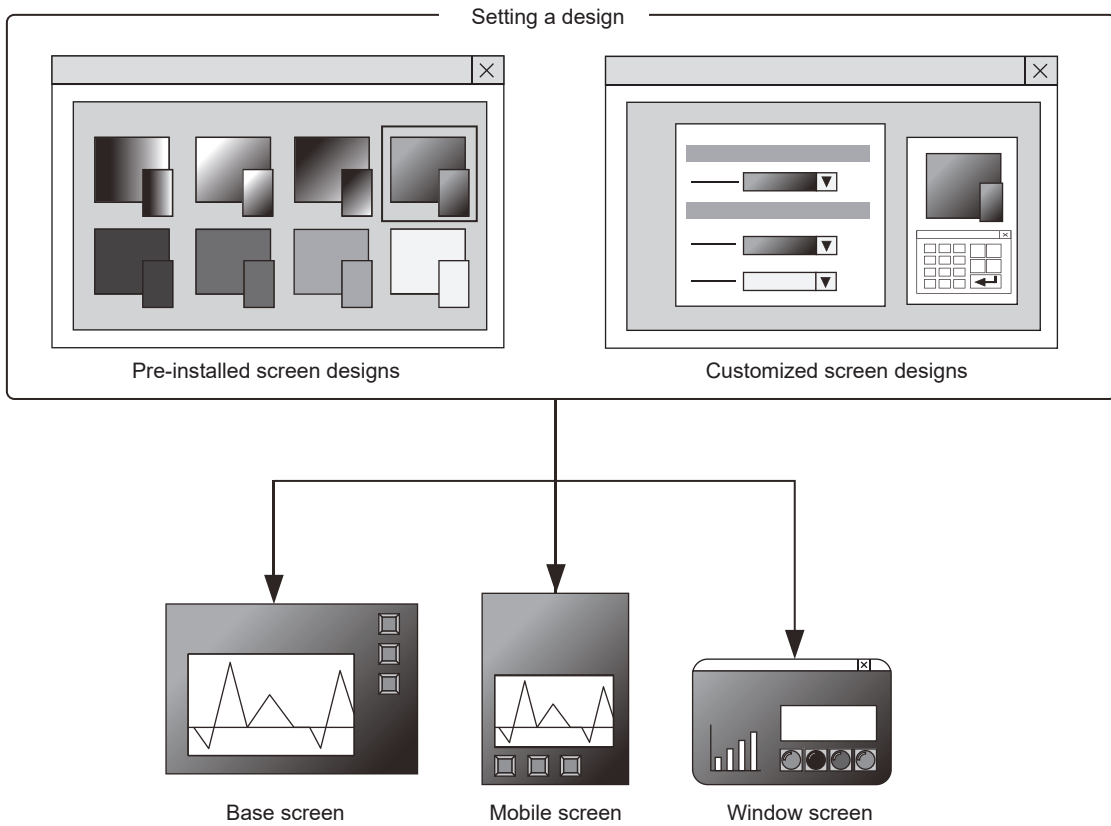 Setting a design
Pre-installed screen designs
Customized screen designs
Base screen
Mobile screen
Window screen